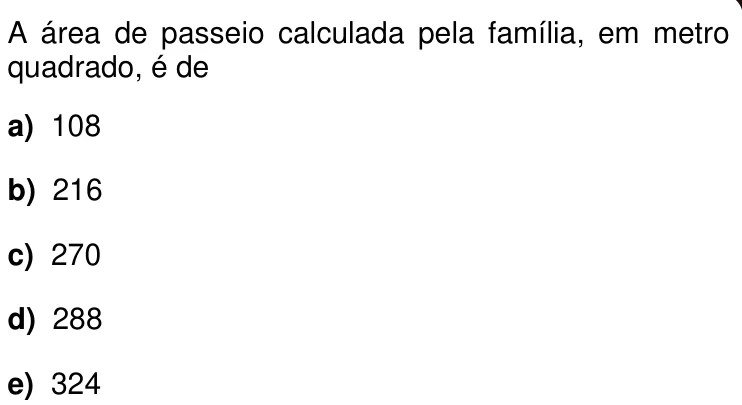 A área de passeio calculada pela família, em metro
quadrado, é de
a) 108
b) 216
c) 270
d) 288
e) 324